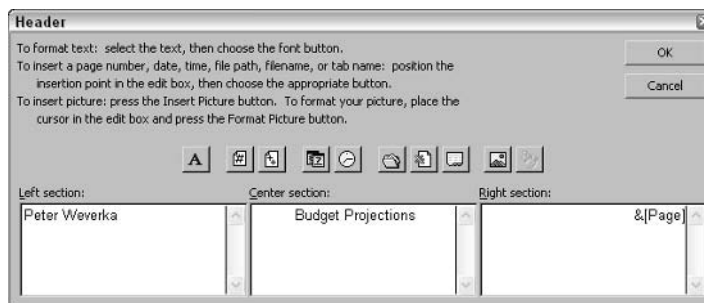 Header
To format text: select the text, then choose the font button.
To insert a page number, date, time, file path, filename, or tab name: position the
insertion point in the edit box, then choose the appropriate button.
To insert picture: press the Insert Picture button. To format your picture, place the
cursor in the edit box and press the Format Picture button.
OK
Cancel
A
Left section:
Center section:
Right section:
Peter Weverka
Budget Projections
&[Page]